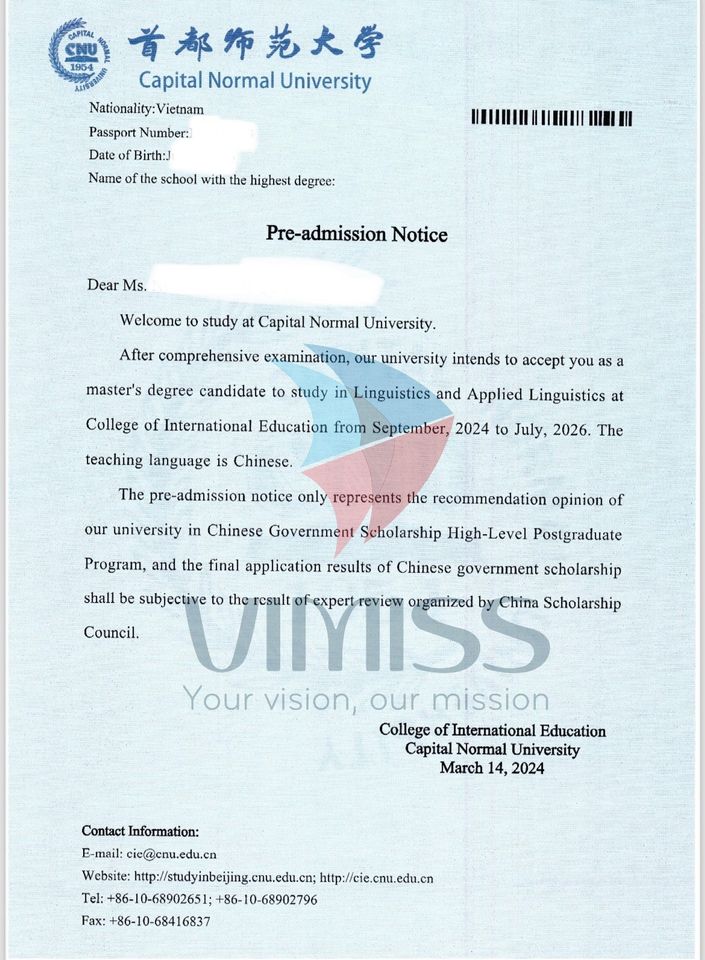 CAPITAL NORMAL UNIVERSITY
CNU
1954
首都师范大学
Capital Normal University
Nationality:Vietnam
Passport Number:
Date of Birth:J
Name of the school with the highest degree:
Pre-admission Notice
Dear Ms.
Welcome to study at Capital Normal University.
After comprehensive examination, our university intends to accept you as a
master's degree candidate to study in Linguistics and Applied Linguistics at
College of International Education from September, 2024 to July, 2026. The
teaching language is Chinese.
The pre-admission notice only represents the recommendation opinion of
our university in Chinese Government Scholarship High-Level Postgraduate
Program, and the final application results of Chinese government scholarship
shall be subjective to the result of expert review organized by China Scholarship
Council.
VIMISS
Your vision, our mission
College of International Education
Capital Normal University
March 14, 2024
Contact Information:
E-mail: cie@cnu.edu.cn
Website: http://studyinbeijing.cnu.edu.cn; http://cie.cnu.edu.cn
Tel: +86-10-68902651; +86-10-68902796
Fax: +86-10-68416837